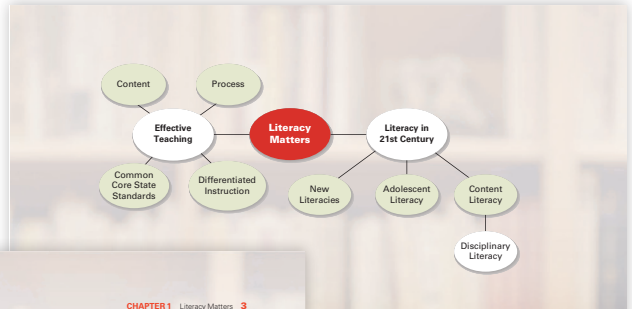 Content
Process
Effective
Teaching
Literacy
Matters
Literacy in
21st Century
Common
Core State
Standards
Differentiated
Instruction
New
Literacies
Adolescent
Literacy
Content
Literacy
Disciplinary
Literacy
CHAPTER 1 Literacy Matters 3